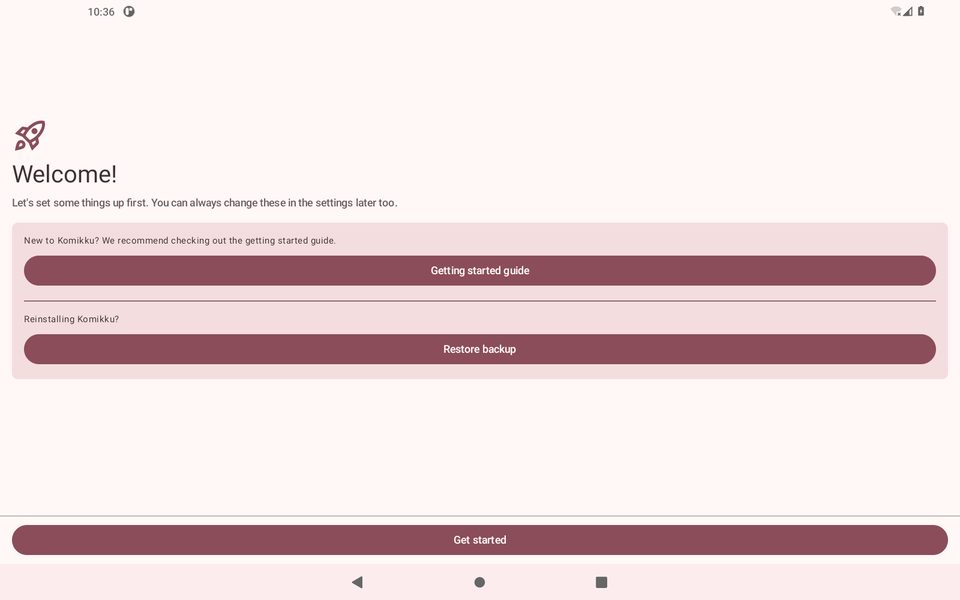 10:36
Welcome!
Let's set some things up first. You can always change these in the settings later too.
New to Komikku? We recommend checking out the getting started guide.
Getting started guide
Reinstalling Komikku?
Restore backup
Get started